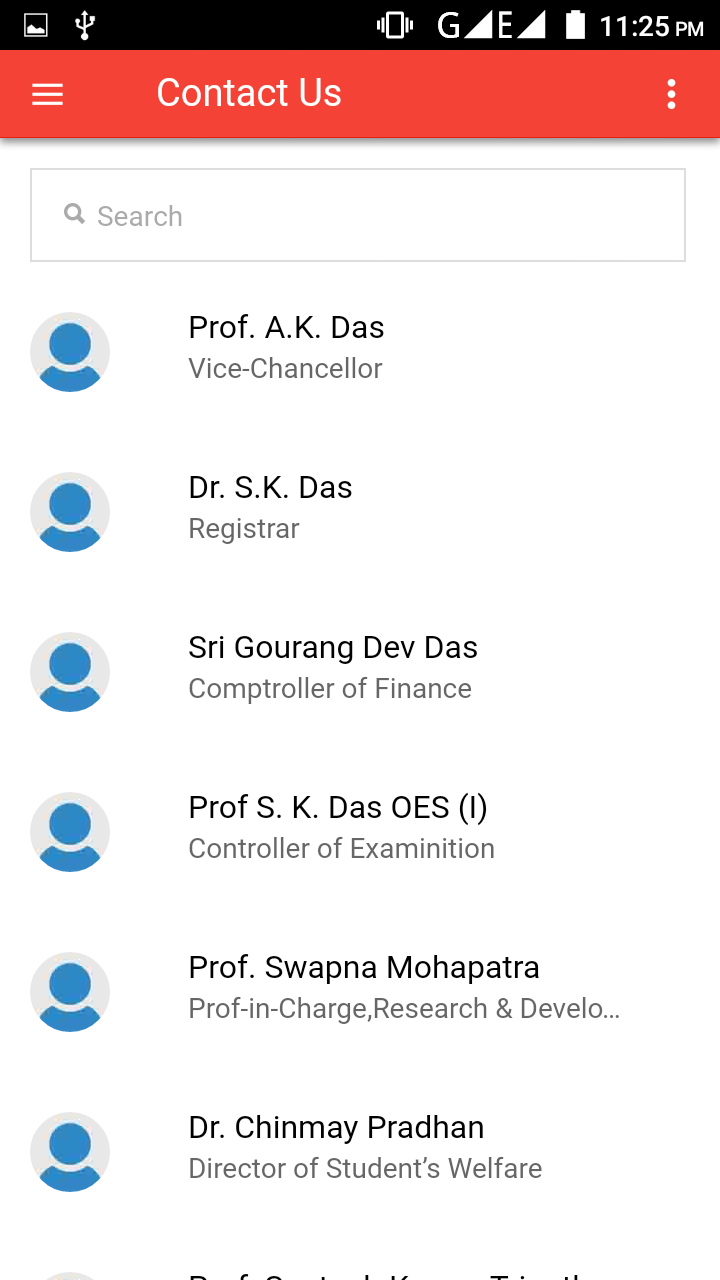 G E 11:25 PM
Contact Us
Search
Prof. A.K. Das
Vice-Chancellor
Dr. S.K. Das
Registrar
Sri Gourang Dev Das
Comptroller of Finance
Prof S. K. Das OES (I)
Controller of Examinition
Prof. Swapna Mohapatra
Prof-in-Charge,Research & Develo...
Dr. Chinmay Pradhan
Director of Student’s Welfare